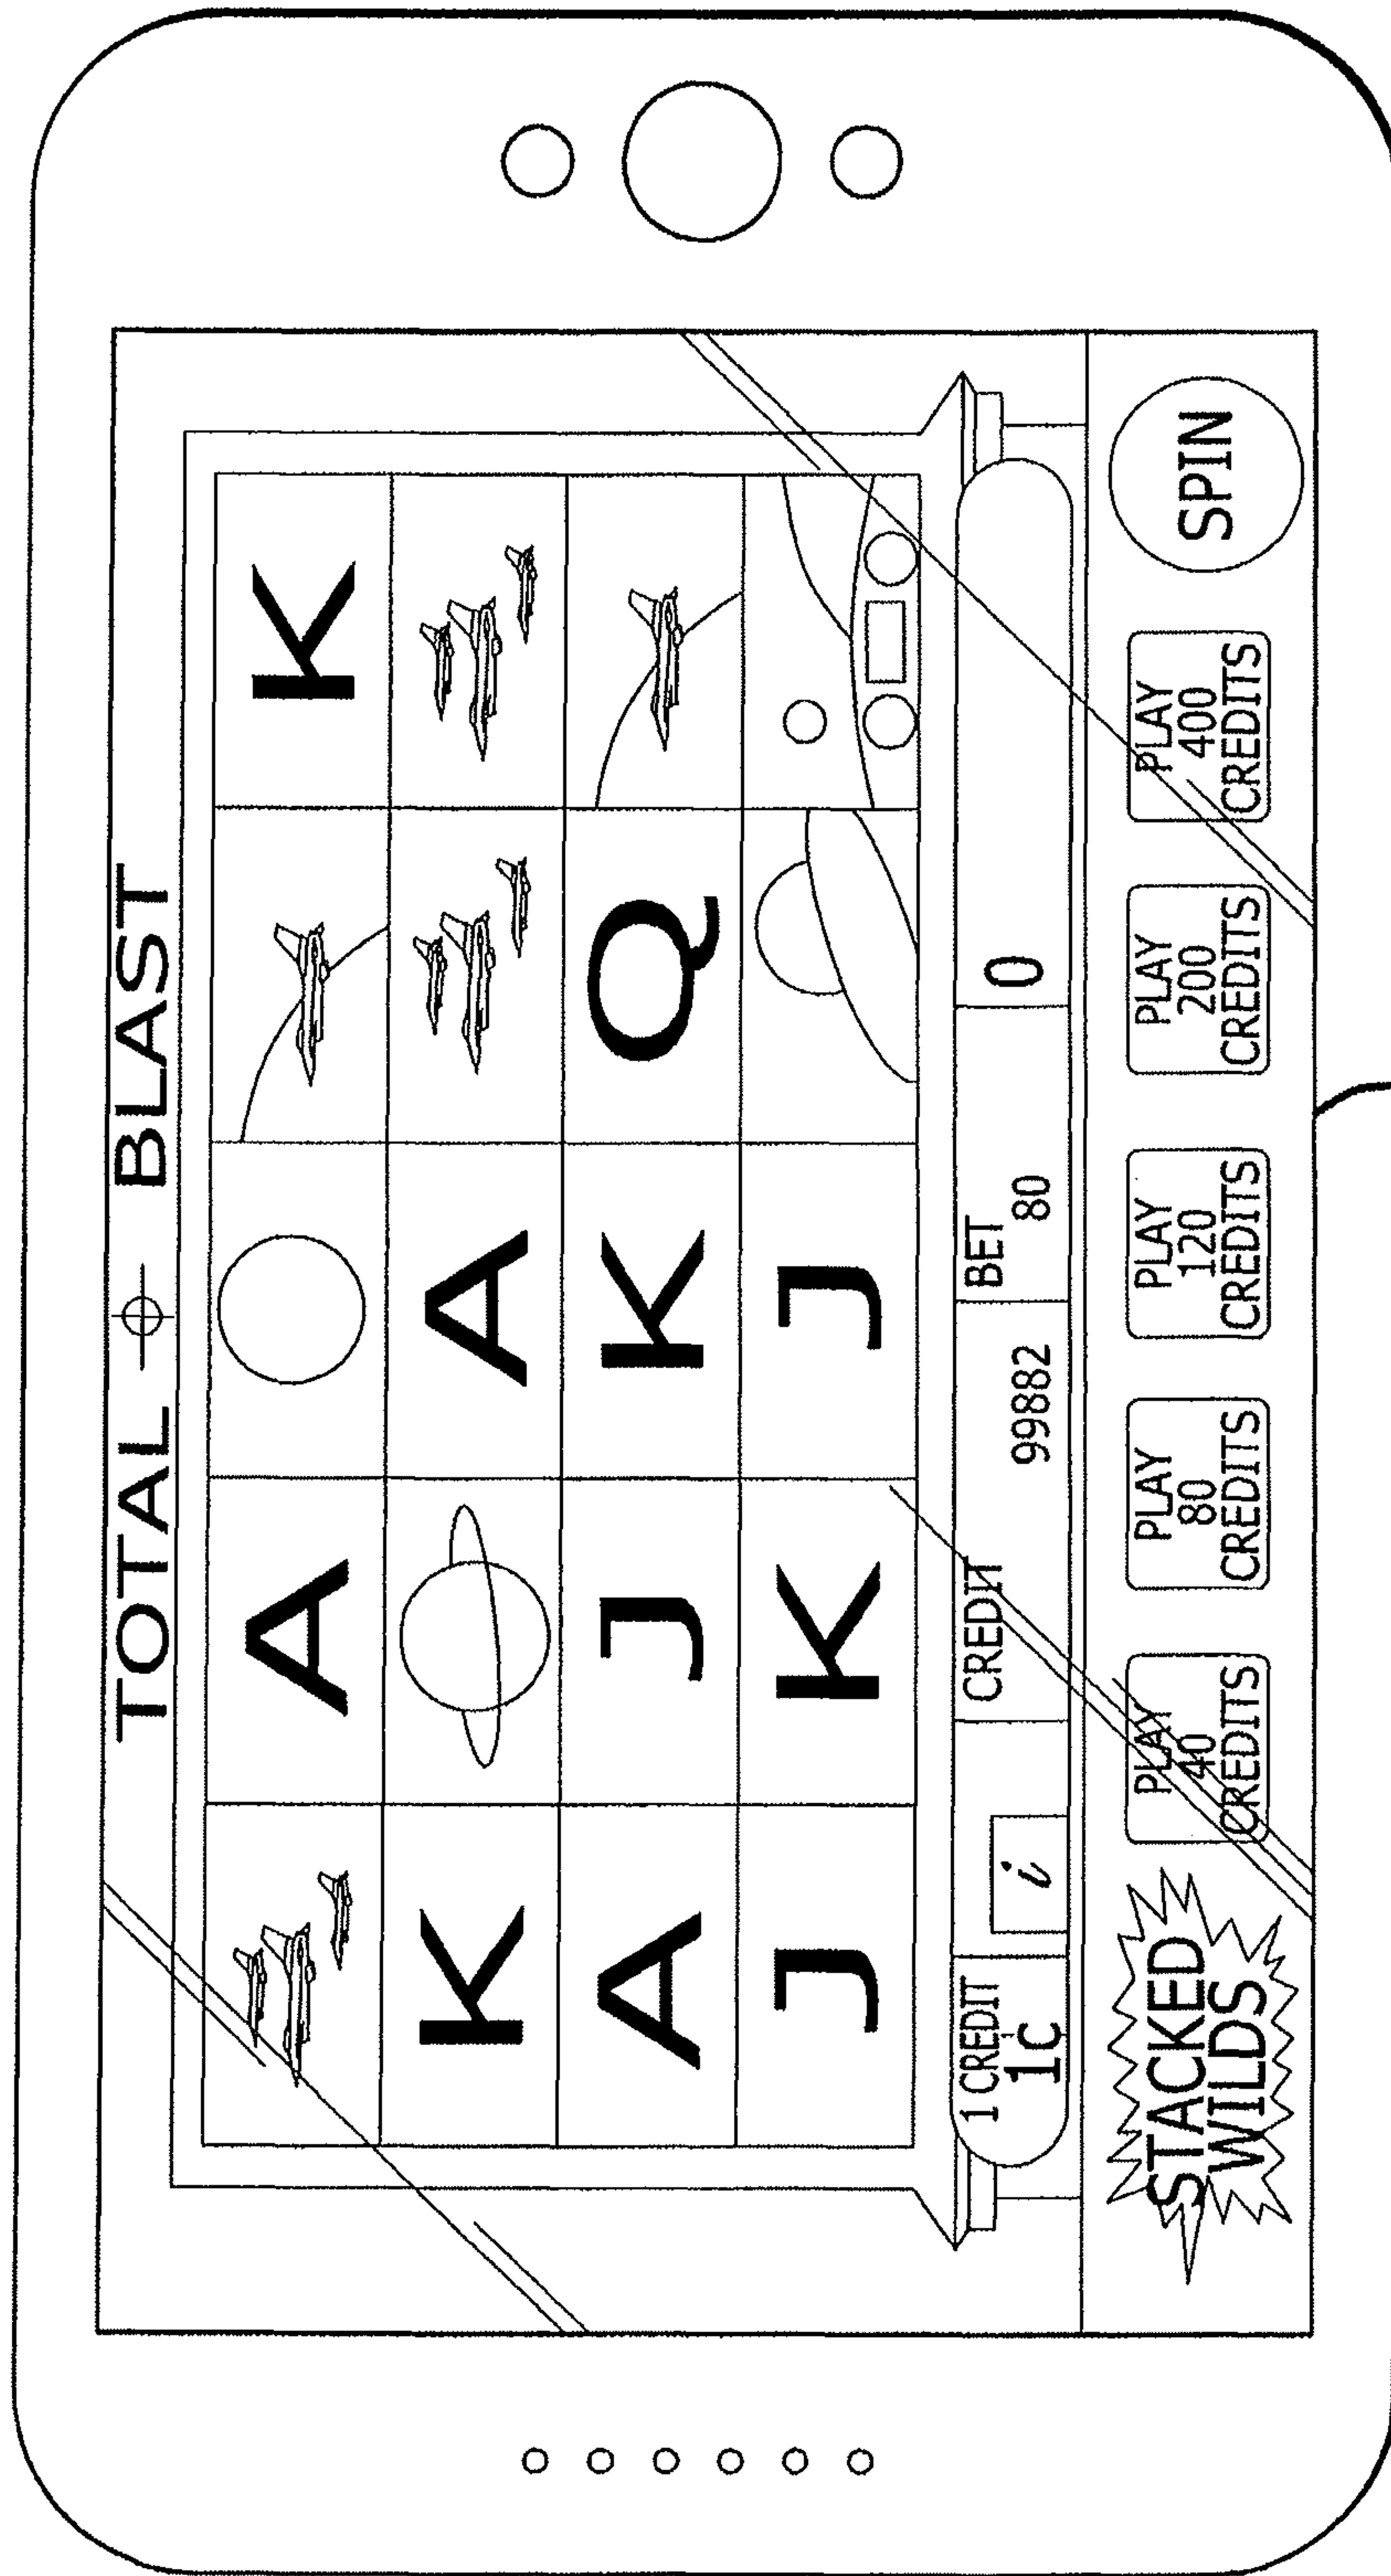 TOTAL BLAST
A K
K A
A J K Q
J K J
1 CREDIT
1c
i
CREDIT
99882
BET
80
0
STACKED
WILDS
PLAY
40
CREDITS
PLAY
80
CREDITS
PLAY
120
CREDITS
PLAY
200
CREDITS
PLAY
400
CREDITS
SPIN